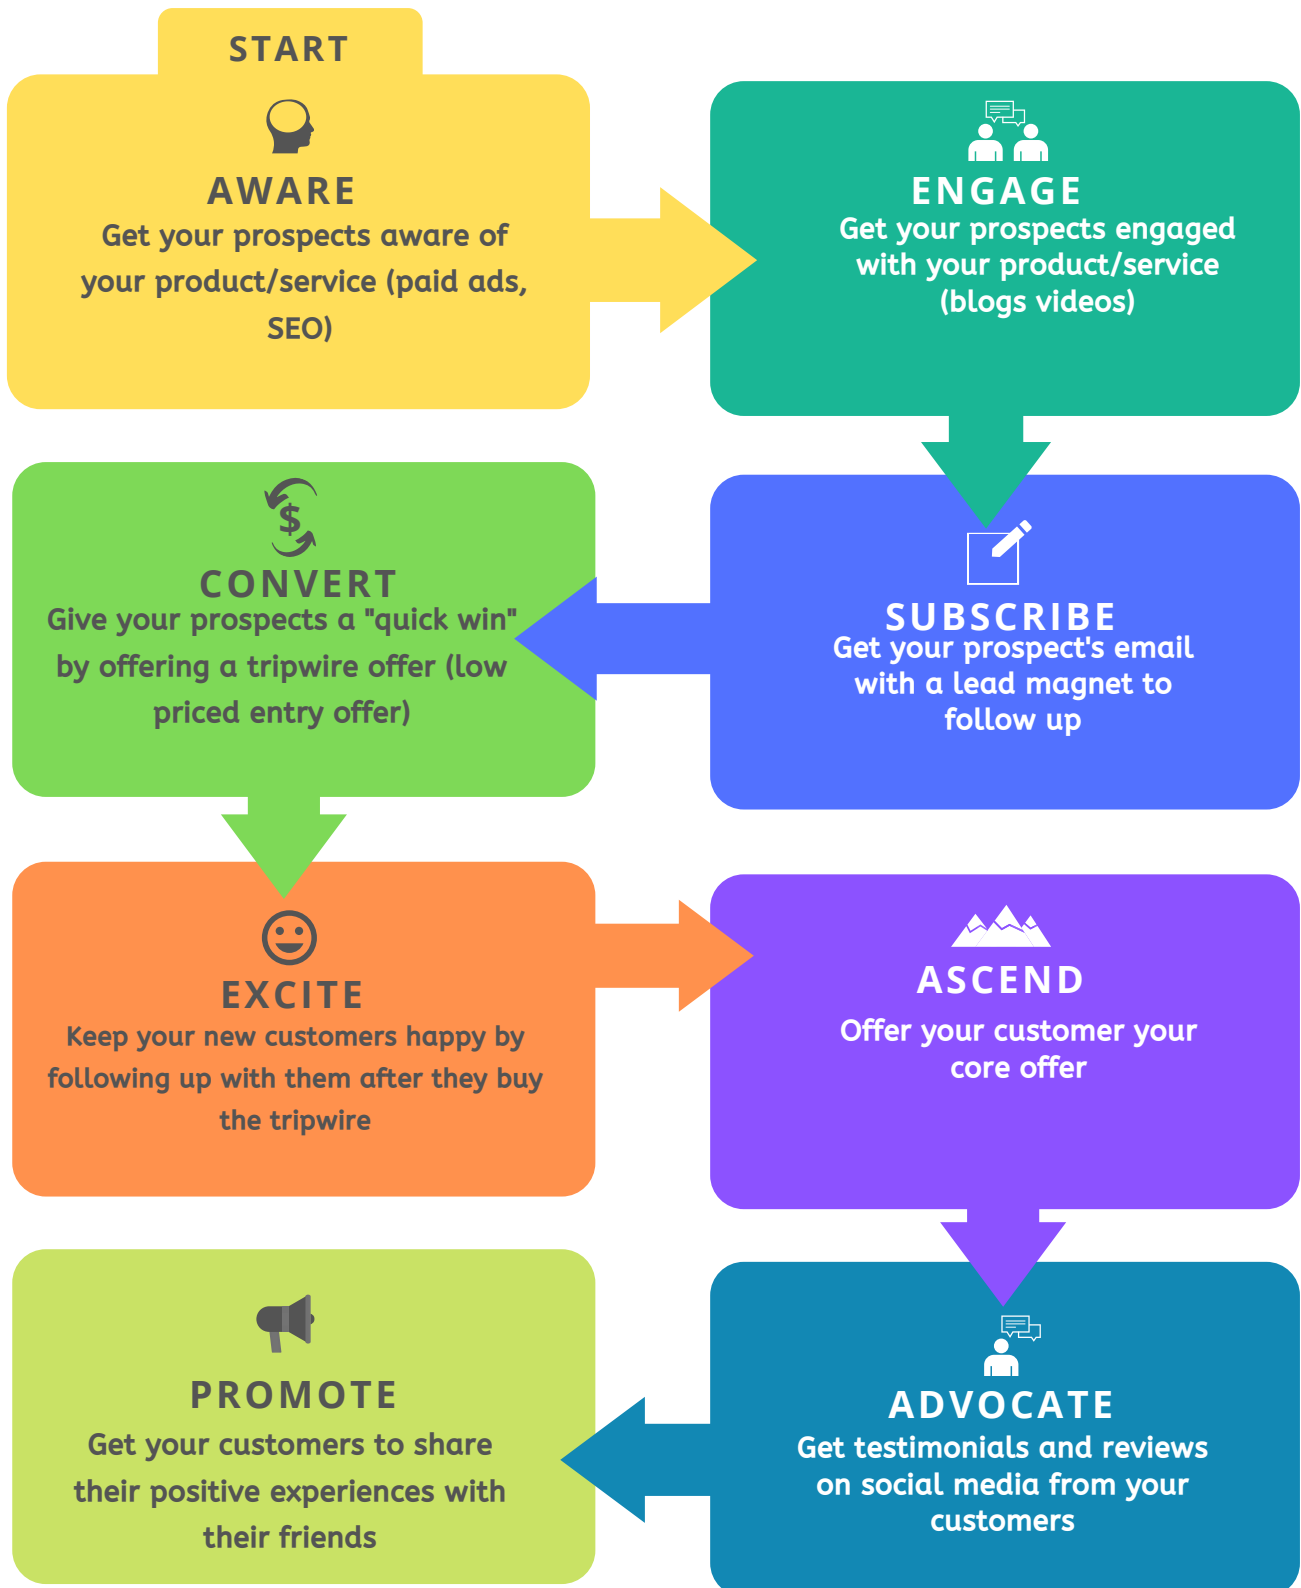 START
AWARE
Get your prospects aware of
your product/service (paid ads,
SEO)
ENGAGE
Get your prospects engaged
with your product/service
(blogs videos)
SUBSCRIBE
Get your prospect's email
with a lead magnet to
follow up
$
CONVERT
Give your prospects a "quick win"
by offering a tripwire offer (low
priced entry offer)
EXCITE
Keep your new customers happy by
following up with them after they buy
the tripwire
ASCEND
Offer your customer your
core offer
ADVOCATE
Get testimonials and reviews
on social media from your
customers
PROMOTE
Get your customers to share
their positive experiences with
their friends